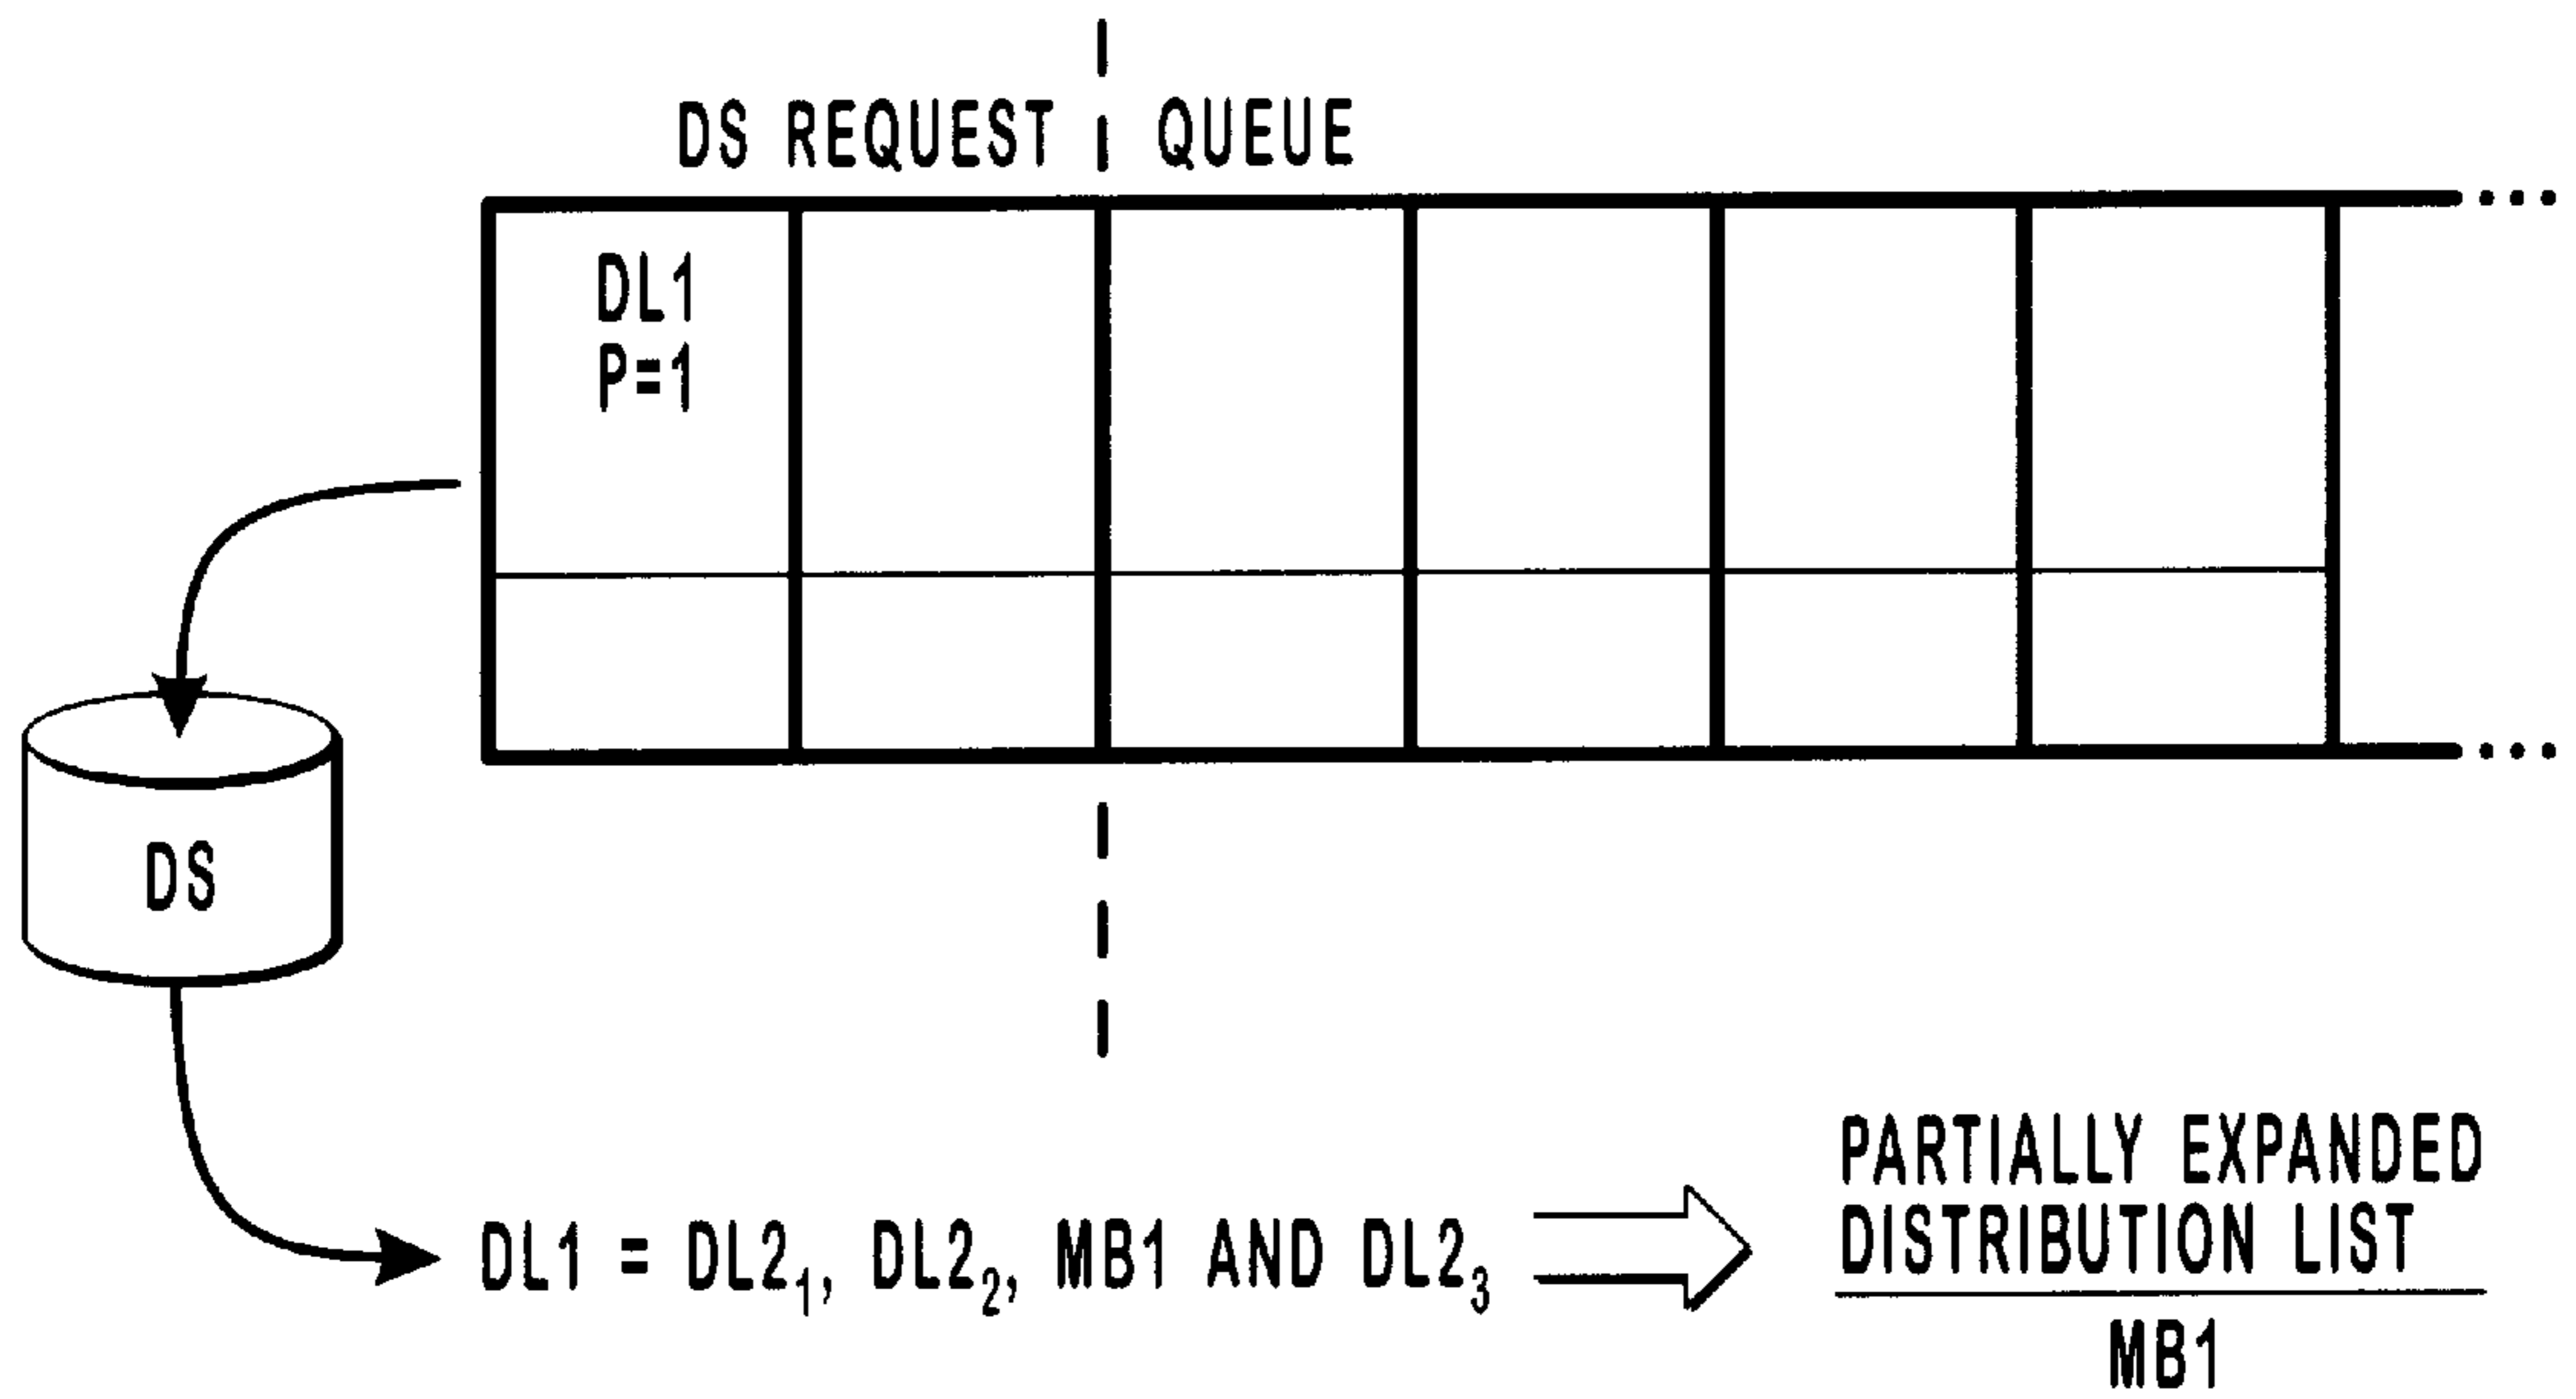 DS REQUEST QUEUE
DL1
P=1
DS
DL1 = DL2₁, DL2₂, MB1 AND DL2₃
PARTIALLY EXPANDED
DISTRIBUTION LIST
MB1